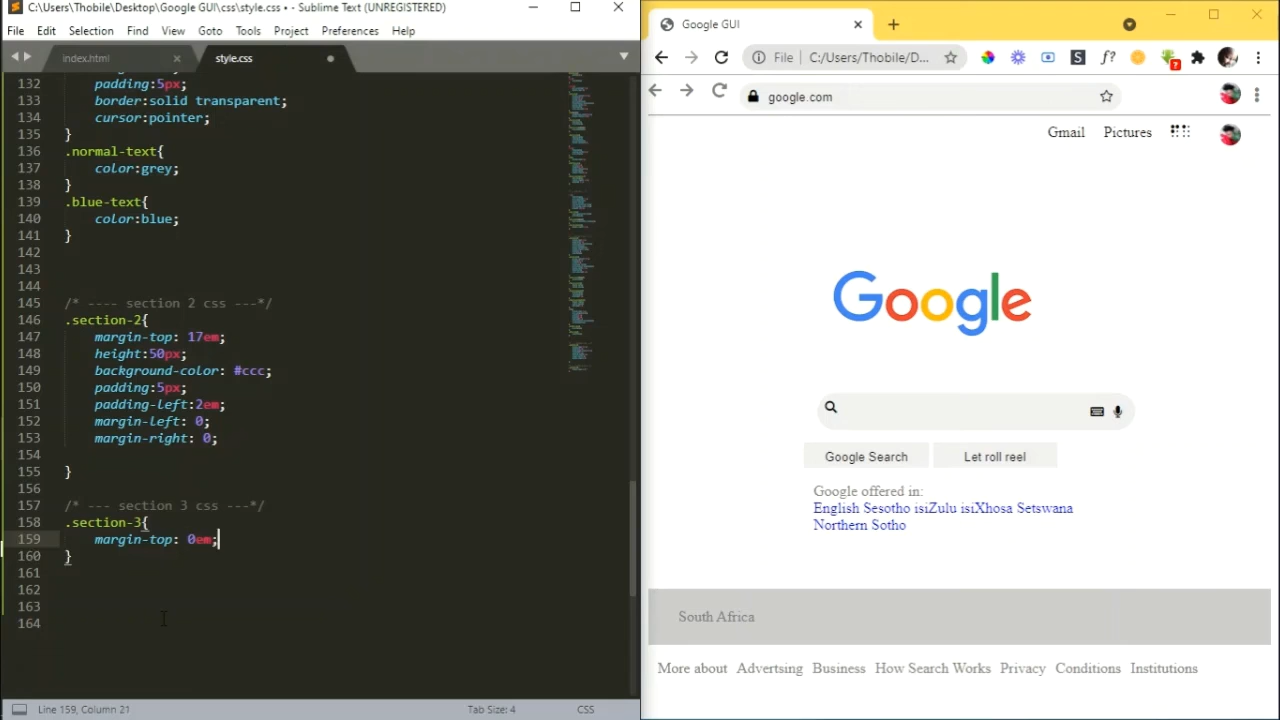 C:\Users\Thobile\Desktop\Google GUI\css\style.css • - Sublime Text (UNREGISTERED)
File Edit Selection Find View Goto Tools Project Preferences Help
index.html
style.css
132 padding:5px;
133 border:solid transparent;
134 cursor:pointer;
135 }
136 .normal-text{
137 color:grey;
138 }
139 .blue-text{
140 color:blue;
141 }
142
143
144
145 /* ---- section 2 css ---*/
146 .section-2{
147 margin-top: 17em;
148 height:50px;
149 background-color: #ccc;
150 padding:5px;
151 padding-left:2em;
152 margin-left: 0;
153 margin-right: 0;
154
155 }
156
157 /* --- section 3 css ---*/
158 .section-3{
159 margin-top: 0em;
160 }
161
162
163
164
Line 159, Column 21
Tab Size: 4
CSS
Google GUI
File C:/Users/Thobile/D...
google.com
Gmail Pictures
Google
Google Search
Let roll reel
Google offered in:
English Sesotho isiZulu isiXhosa Setswana
Northern Sotho
South Africa
More about Advertsing Business How Search Works Privacy Conditions Institutions